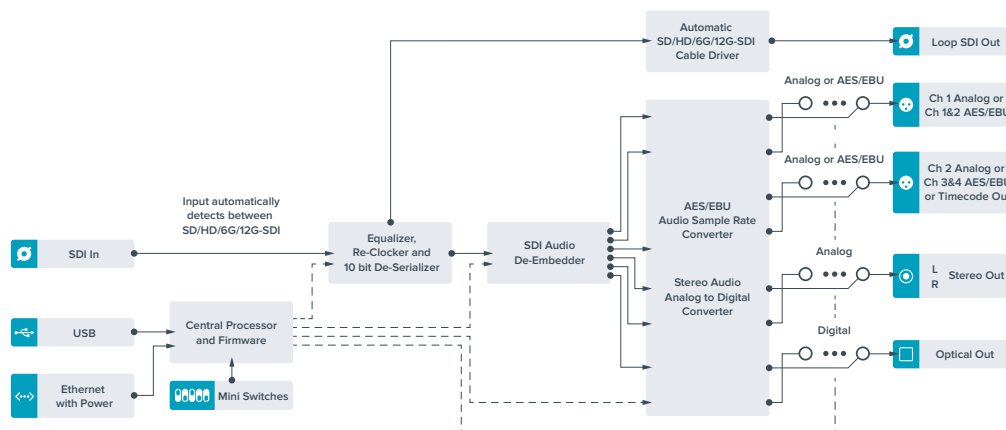 Automatic
SD/HD/6G/12G-SDI
Cable Driver
Loop SDI Out
Analog or AES/EBU
Ch 1 Analog or
Ch 1&2 AES/EBU
Analog or AES/EBU
Ch 2 Analog or
Ch 3&4 AES/EBU
or Timecode Ou
Input automatically
detects between
SD/HD/6G/12G-SDI
AES/EBU
Audio Sample Rate
Converter
SDI In
Equalizer,
Re-Clocker and
10 bit De-Serializer
SDI Audio
De-Embedder
Analog
L
R
Stereo Out
Stereo Audio
Analog to Digital
Converter
USB
Central Processor
and Firmware
Digital
Optical Out
Ethernet
with Power
Mini Switches